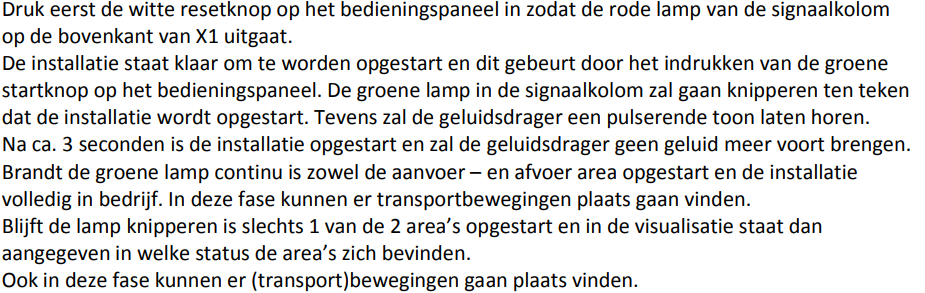 Druk eerst de witte resetknop op het bedieningspaneel in zodat de rode lamp van de signaalkolom
op de bovenkant van X1 uitgaat.
De installatie staat klaar om te worden opgestart en dit gebeurt door het indrukken van de groene
startknop op het bedieningspaneel. De groene lamp in de signaalkolom zal gaan knipperen ten teken
dat de installatie wordt opgestart. Tevens zal de geluidsdrager een pulserende toon laten horen.
Na ca. 3 seconden is de installatie opgestart en zal de geluidsdrager geen geluid meer voort brengen.
Brandt de groene lamp continu is zowel de aanvoer – en afvoer area opgestart en de installatie
volledig in bedrijf. In deze fase kunnen er transportbewegingen plaats gaan vinden.
Blijft de lamp knipperen is slechts 1 van de 2 area’s opgestart en in de visualisatie staat dan
aangegeven in welke status de area’s zich bevinden.
Ook in deze fase kunnen er (transport)bewegingen gaan plaats vinden.